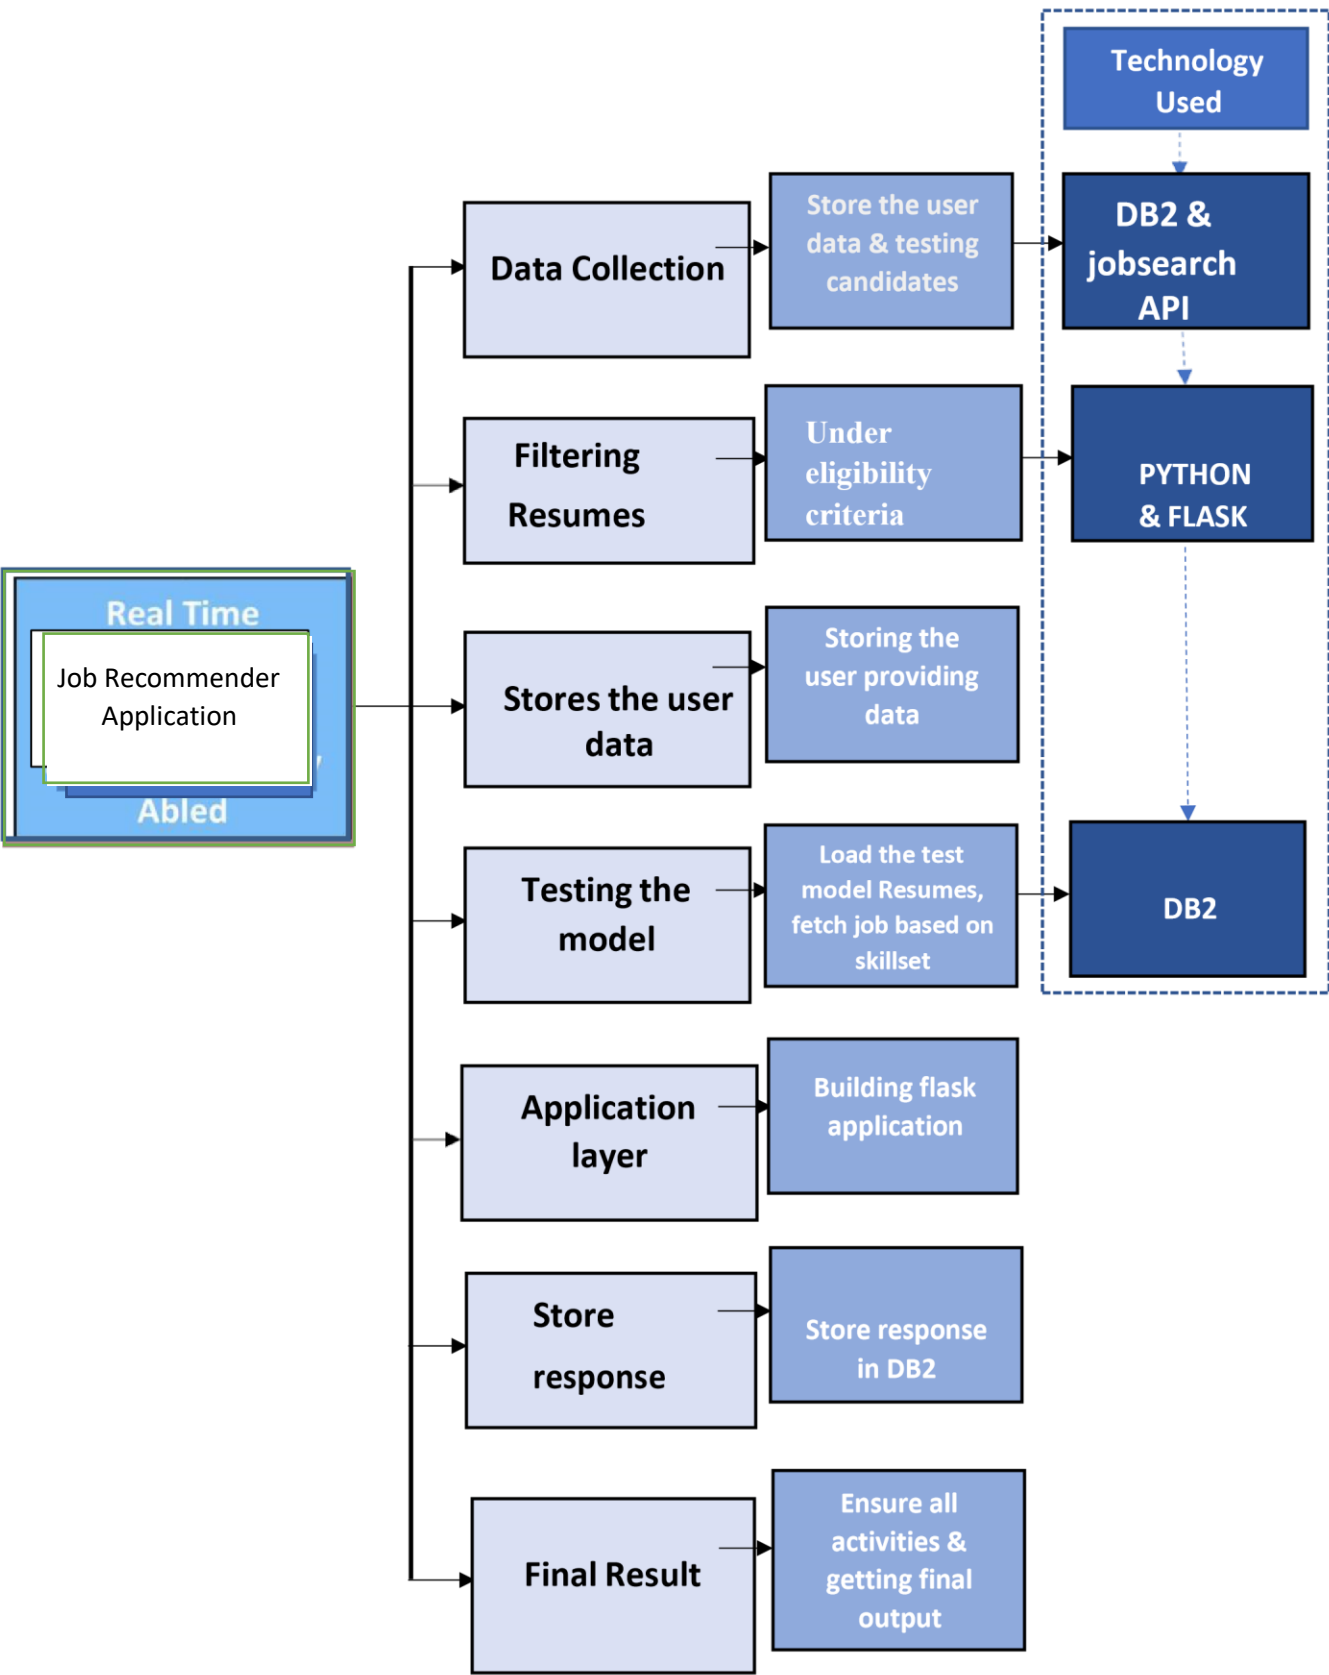 Technology
Used
Store the user
data & testing
candidates
DB2 &
jobsearch
API
Data Collection
Filtering
Resumes
Under
eligibility
criteria
PYTHON
& FLASK
Real Time
Job Recommender
Application
Abled
Stores the user
data
Storing the
user providing
data
Testing the
model
Load the test
model Resumes,
fetch job based on
skillset
DB2
Application
layer
Building flask
application
Store
response
Store response
in DB2
Final Result
Ensure all
activities &
getting final
output